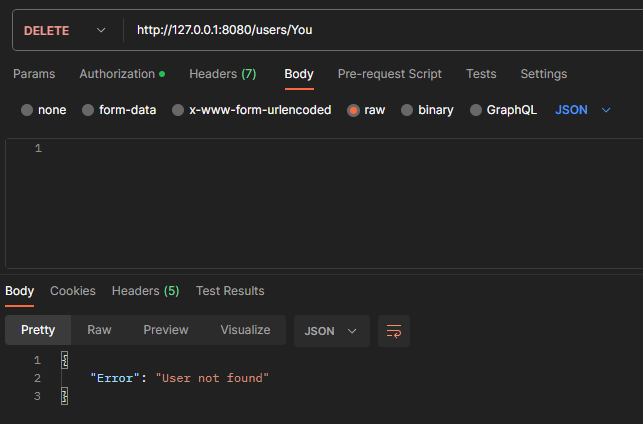 DELETE http://127.0.0.1:8080/users/You
Params Authorization Headers (7) Body Pre-request Script Tests Settings
none form-data x-www-form-urlencoded raw binary GraphQL JSON
1
Body Cookies Headers (5) Test Results
Pretty Raw Preview Visualize JSON
1 {
2 "Error": "User not found"
3 }